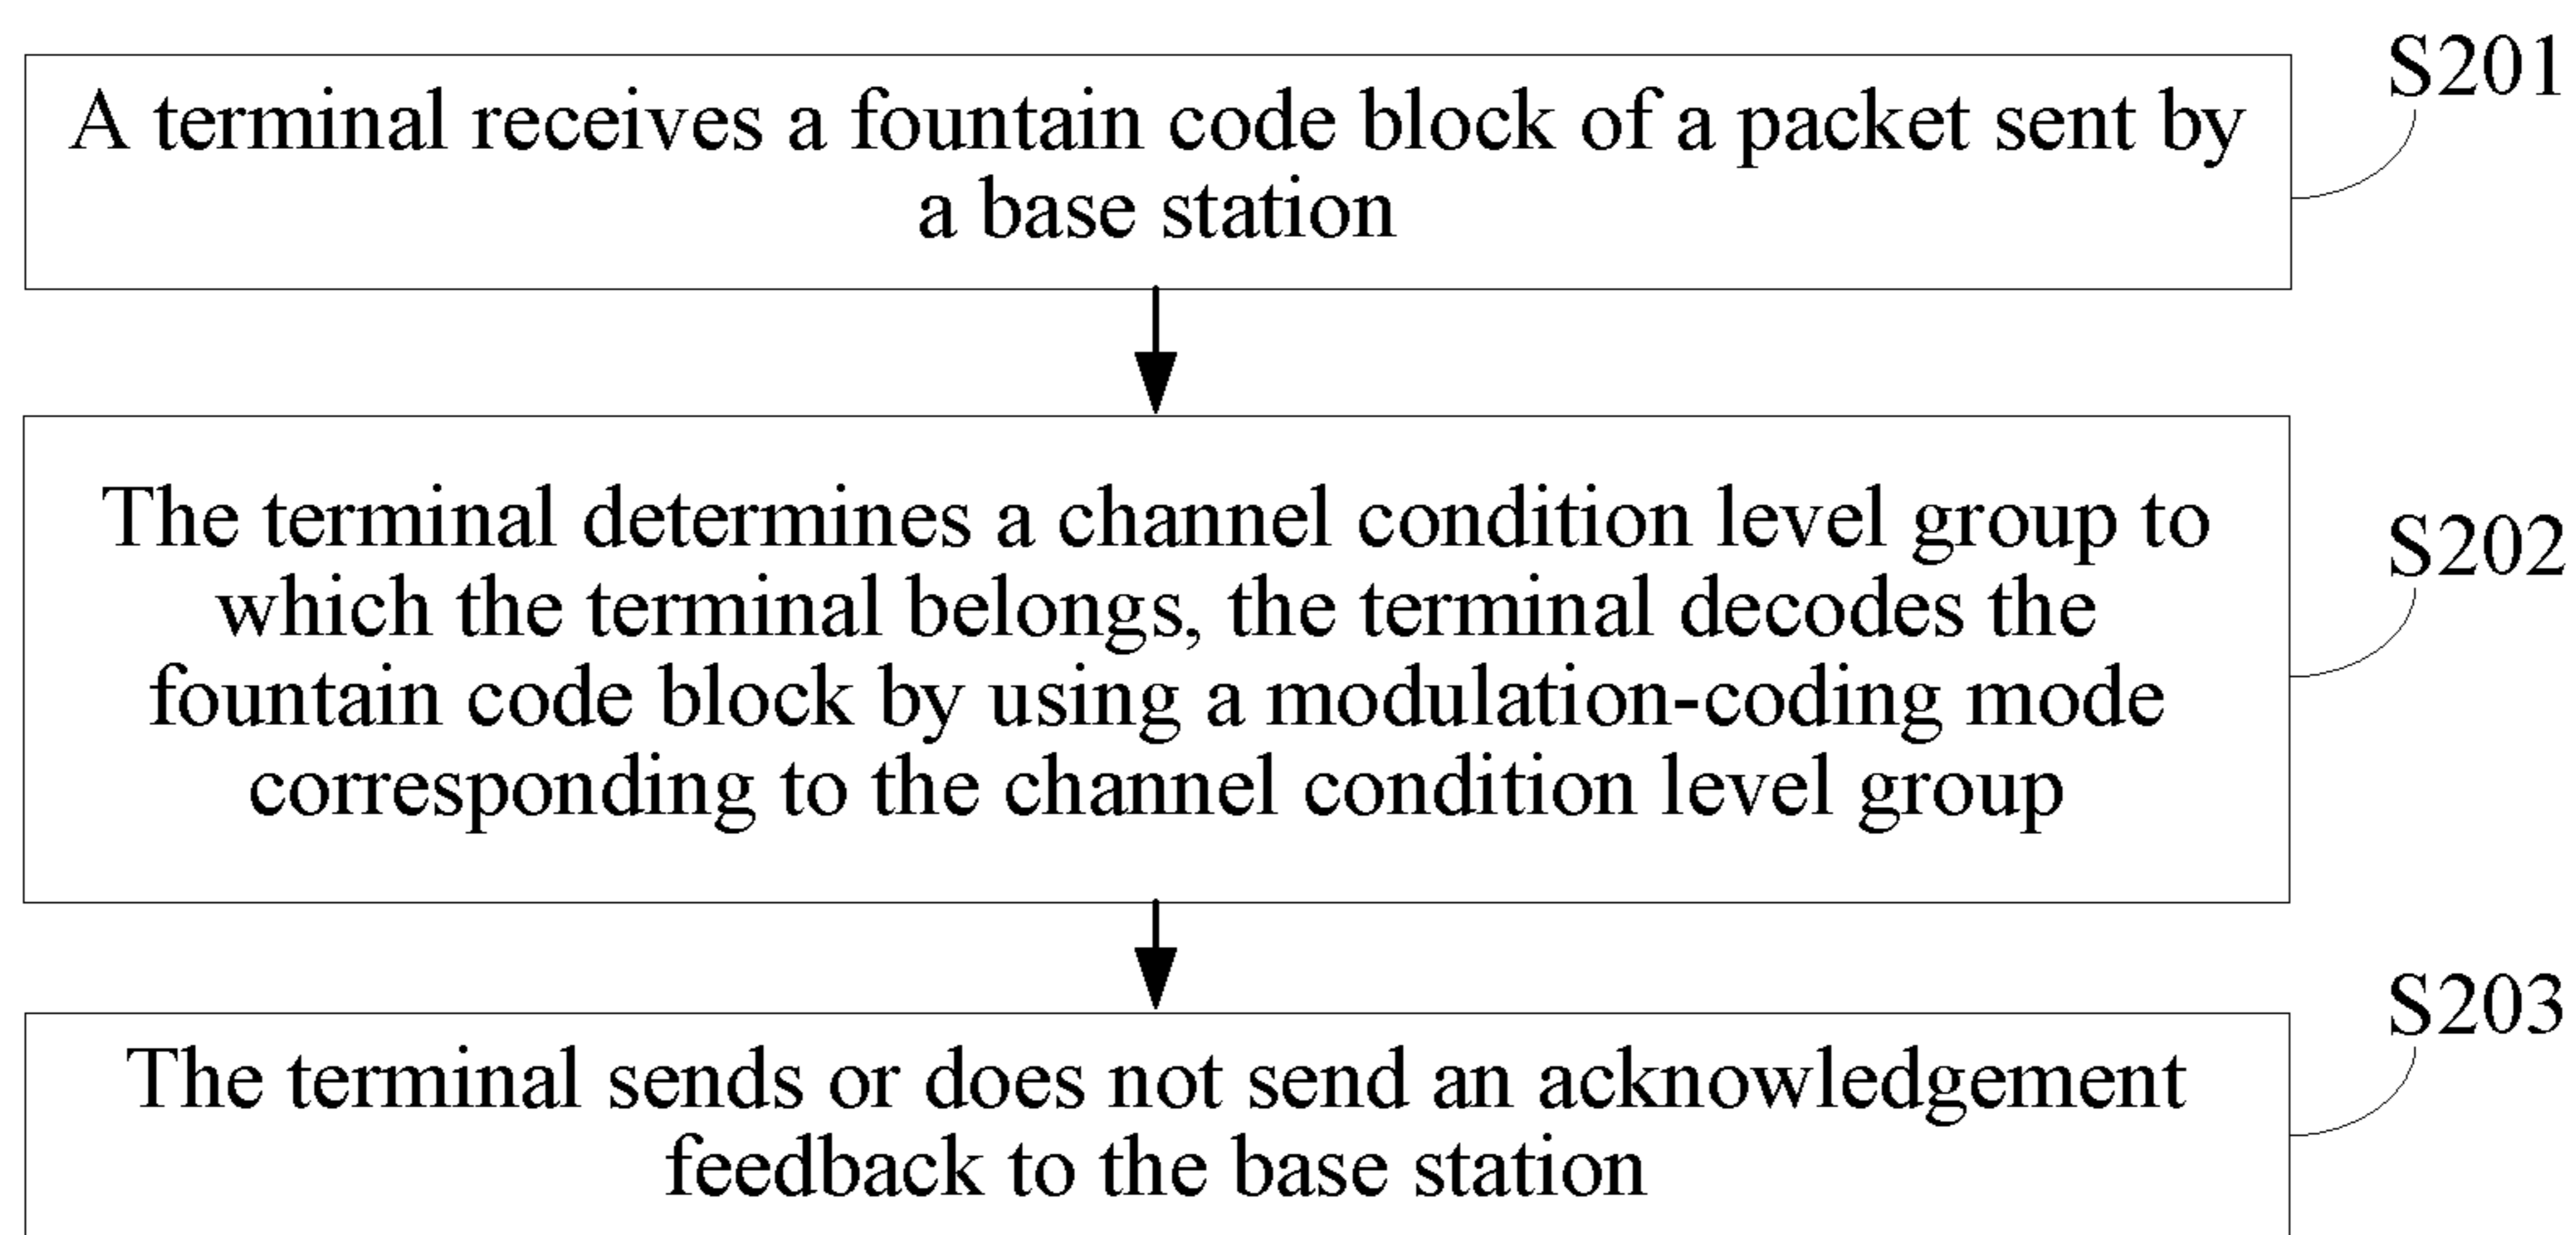 S201
A terminal receives a fountain code block of a packet sent by
a base station
S202
The terminal determines a channel condition level group to
which the terminal belongs, the terminal decodes the
fountain code block by using a modulation-coding mode
corresponding to the channel condition level group
S203
The terminal sends or does not send an acknowledgement
feedback to the base station